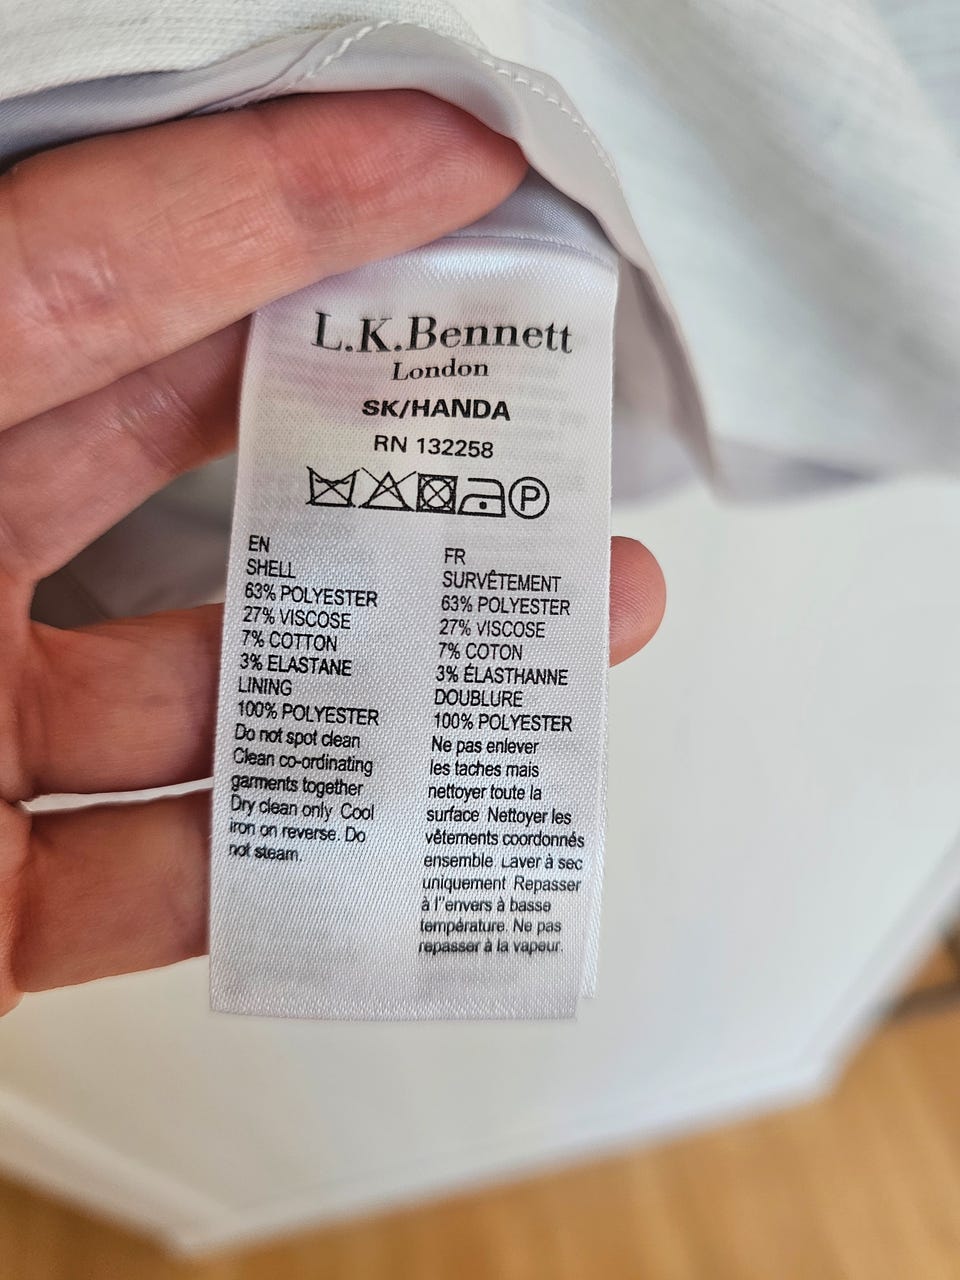 L.K.Bennett
London
SK/HANDA
RN 132258
P
EN
SHELL
63% POLYESTER
27% VISCOSE
7% COTTON
3% ELASTANE
LINING
100% POLYESTER
Do not spot clean
Clean co-ordinating
garments together
Dry clean only Cool
iron on reverse. Do
not steam.
FR
SURVÊTEMENT
63% POLYESTER
27% VISCOSE
7% COTON
3% ÉLASTHANNE
DOUBLURE
100% POLYESTER
Ne pas enlever
les taches mais
nettoyer toute la
surface Nettoyer les
vêtements coordonnés
ensemble. Laver à sec
uniquement Repasser
à l''envers à basse
température. Ne pas
repasser à la vapeur.